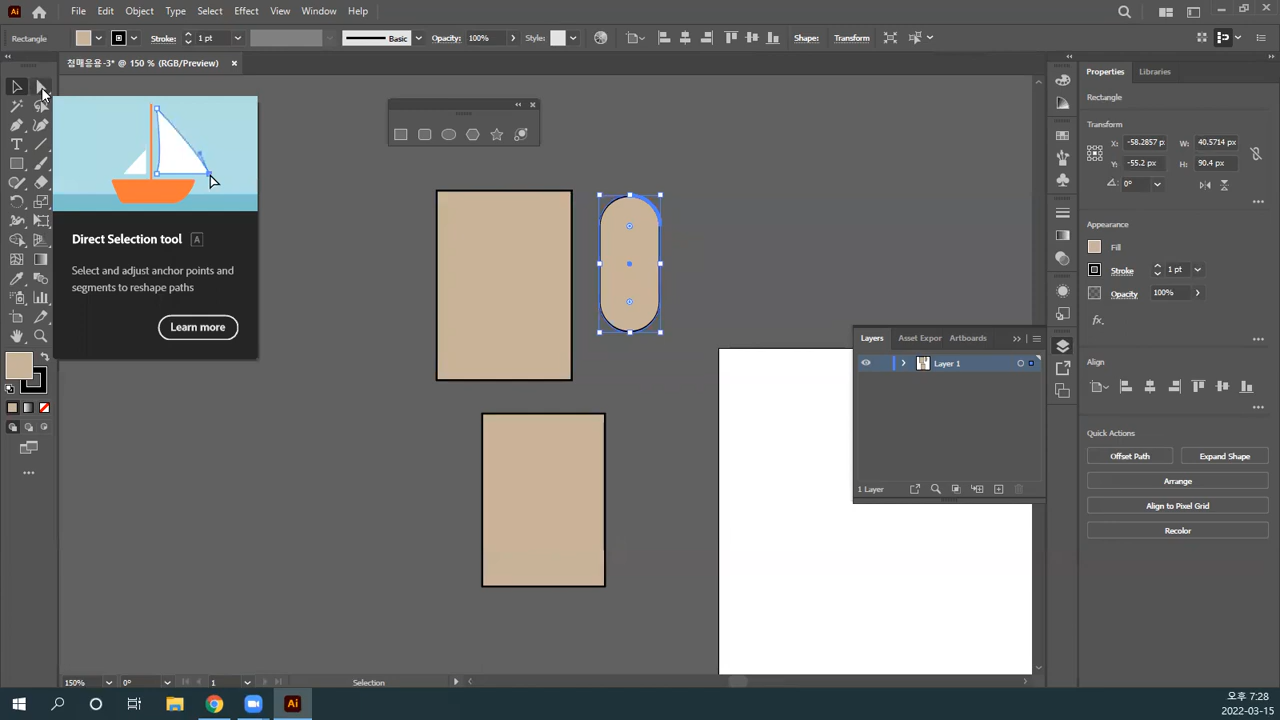 Ai File Edit Object Type Select Effect View Window Help
Rectangle Stroke: 1 pt Basic Opacity: 100% Style: Shape: Transform
첨매응용-3* @ 150 % (RGB/Preview)
Properties Libraries
Rectangle
Transform
X: -58.2857 p: W: 40.5714 px
Y: -55.2 px H: 90.4 px
0°
Appearance
Fill
Stroke 1 pt
Opacity 100%
fx.
Align
Quick Actions
Offset Path Expand Shape
Arrange
Align to Pixel Grid
Recolor
Direct Selection tool A
Select and adjust anchor points and
segments to reshape paths
Learn more
Layers Asset Expor Artboards
Layer 1
1 Layer
150% 0° 1 Selection
Ai
오후 7:28
2022-03-15